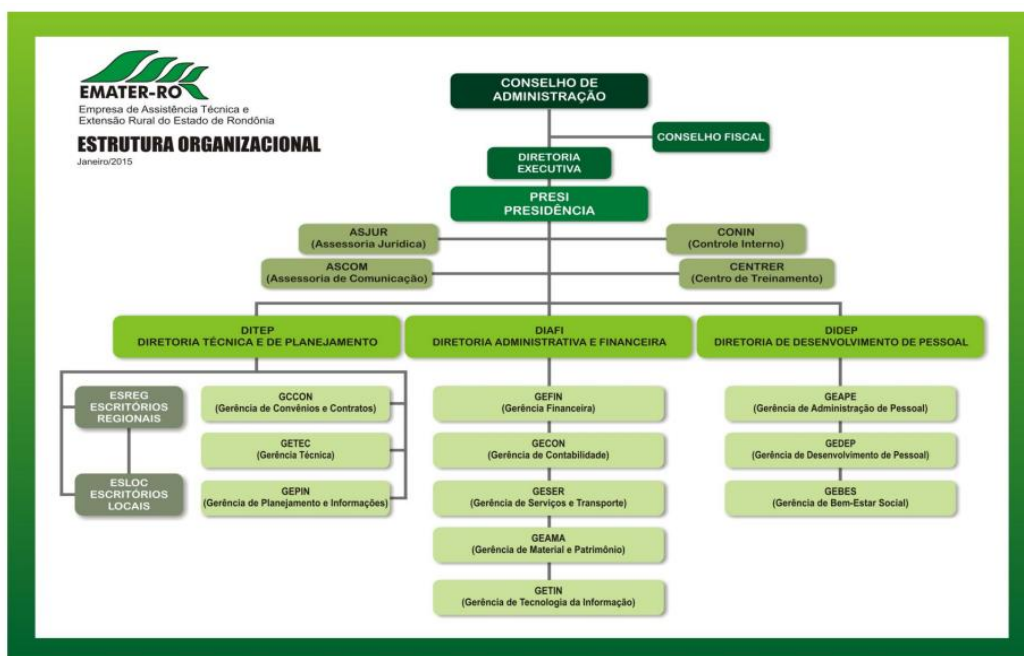 EMATER-RO
Empresa de Assistência Técnica e
Extensão Rural do Estado de Rondônia
ESTRUTURA ORGANIZACIONAL
Janeiro/2015
CONSELHO DE
ADMINISTRAÇÃO
CONSELHO FISCAL
DIRETORIA
EXECUTIVA
PRESI
PRESIDÊNCIA
ASJUR
(Assessoria Jurídica)
CONIN
(Controle Interno)
ASCOM
(Assessoria de Comunicação)
CENTRER
(Centro de Treinamento)
DITEP
DIRETORIA TÉCNICA E DE PLANEJAMENTO
DIAFI
DIRETORIA ADMINISTRATIVA E FINANCEIRA
DIDEP
DIRETORIA DE DESENVOLVIMENTO DE PESSOAL
ESREG
ESCRITÓRIOS
REGIONAIS
ESLOC
ESCRITÓRIOS
LOCAIS
GCCON
(Gerência de Convênios e Contratos)
GETEC
(Gerência Técnica)
GEPIN
(Gerência de Planejamento e Informações)
GEFIN
(Gerência Financeira)
GECON
(Gerência de Contabilidade)
GESER
(Gerência de Serviços e Transporte)
GEAMA
(Gerência de Material e Patrimônio)
GETIN
(Gerência de Tecnologia da Informação)
GEAPE
(Gerência de Administração de Pessoal)
GEDEP
(Gerência de Desenvolvimento de Pessoal)
GEBES
(Gerência de Bem-Estar Social)